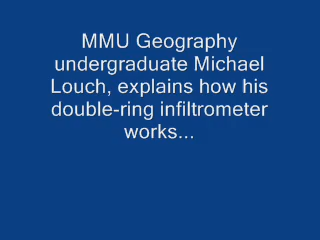 MMU Geography
undergraduate Michael
Louch, explains how his
double-ring infiltrometer
works...